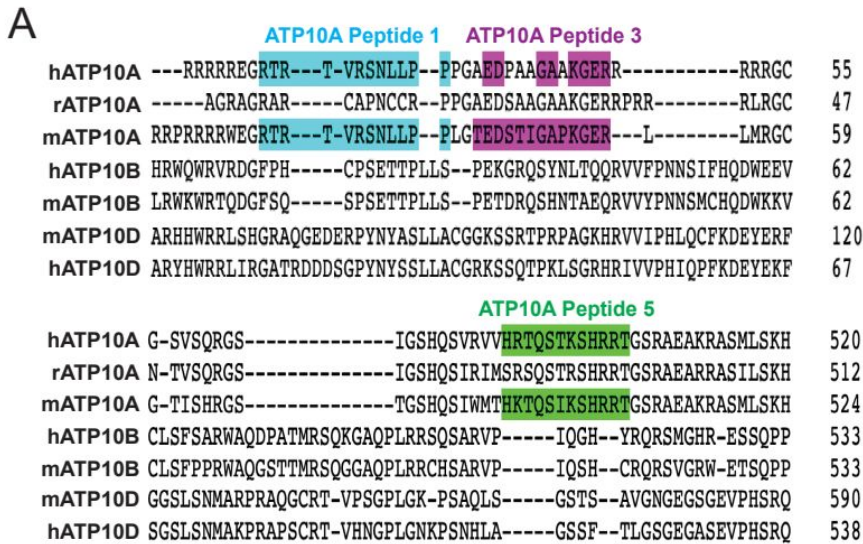 A
ATP10A Peptide 1 ATP10A Peptide 3
hATP10A ---RRRRREGRTR---T-VRSNLLP--PPGAEDPAAGAAKGERR------------RRRGC 55
rATP10A -----AGRAGRAR-----CAPNCCR--PPGAEDSAAGAAKGERRPRR---------RLRGC 47
mATP10A RRPRRRRWEGRTR---T-VRSNLLP--PLGTEDSTIGAPKGER---L---------LMRGC 59
hATP10B HRWQWRVRDGFPH-----CPSETTPLLS--PEKGRQSYNLTQQRVVFPNNSIFHQDWEEV 62
mATP10B LRWKWRTQDGFSQ-----SPSETTPLLS--PETDRQSHNTAEQRVVYPNNSMCHQDWKKV 62
mATP10D ARHHWRRLSHGRAQGEDERPYNYASLLACGGKSSRTPRPAGKHRVVIPHLQCFKDEYERF 120
hATP10D ARYHWRRLIRGATRDDDSGPYNYSSLLACGRKSSQTPKLSGRHRIVVPHIQPFKDEYEKF 67
ATP10A Peptide 5
hATP10A G-SVSQRGS--------------IGSHQSVRVVHRTQSTKSHRRTGSRAEAKRASMLSKH 520
rATP10A N-TVSQRGS--------------IGSHQSIRIMSRSQSTRSHRRTGSRAEARRASILSKH 512
mATP10A G-TISHRGS--------------TGSHQSIWMTHKTQSIKSHRRTGSRAEAKRASMLSKH 524
hATP10B CLSFSARWAQDPATMRSQKGAQPLRRSQSARVP-----IQGH--YRQRSMGHR-ESSQPP 533
mATP10B CLSFPPRWAQGSTTMRSQGGAQPLRRCHSARVP-----IQSH--CRQRSVGRW-ETSQPP 533
mATP10D GGSLSNMARPRAQGCRT-VPSGPLGK-PSAQLS-----GSTS--AVGNGEGSGEVPHSRQ 590
hATP10D SGSLSNMAKPRAPSCRT-VHNGPLGNKPSNHLA-----GSSF--TLGSGEGASEVPHSRQ 538